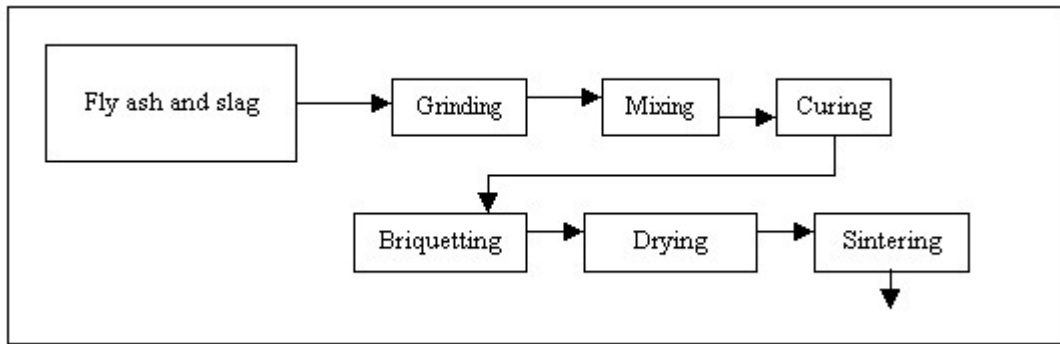 Fly ash and slag
Grinding
Mixing
Curing
Briquetting
Drying
Sintering